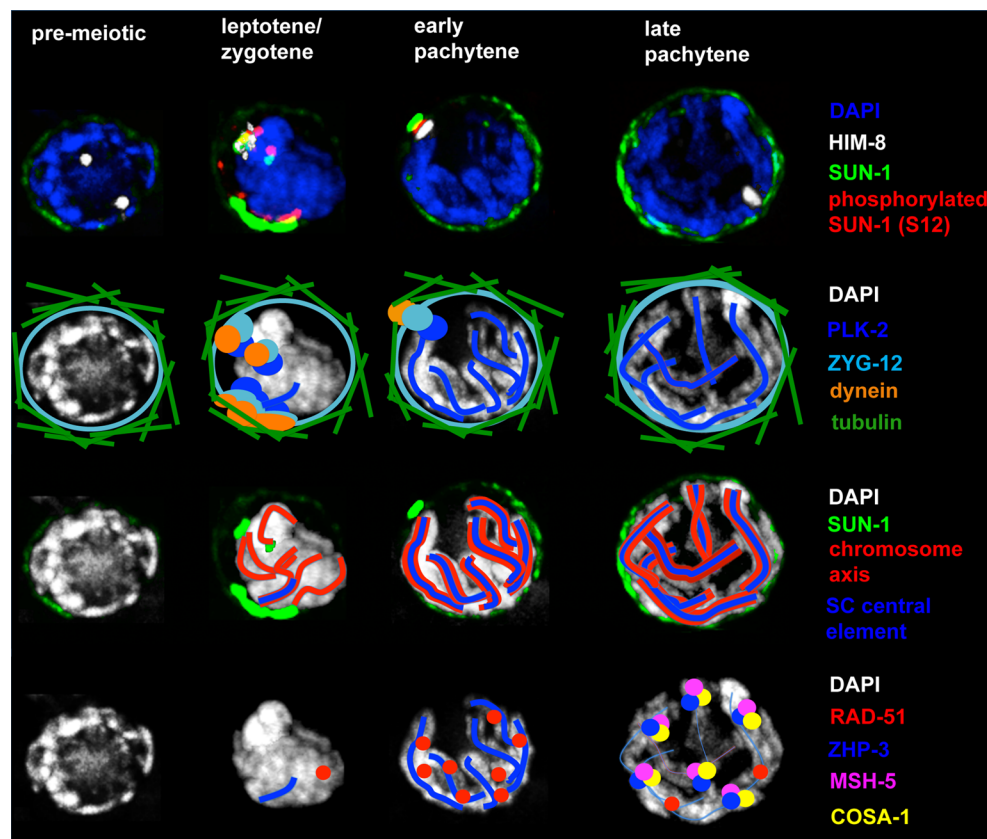 pre-meiotic
leptotene/
zygotene
early
pachytene
late
pachytene
DAPI
HIM-8
SUN-1
phosphorylated
SUN-1 (S12)
DAPI
PLK-2
ZYG-12
dynein
tubulin
DAPI
SUN-1
chromosome
axis
SC central
element
DAPI
RAD-51
ZHP-3
MSH-5
COSA-1